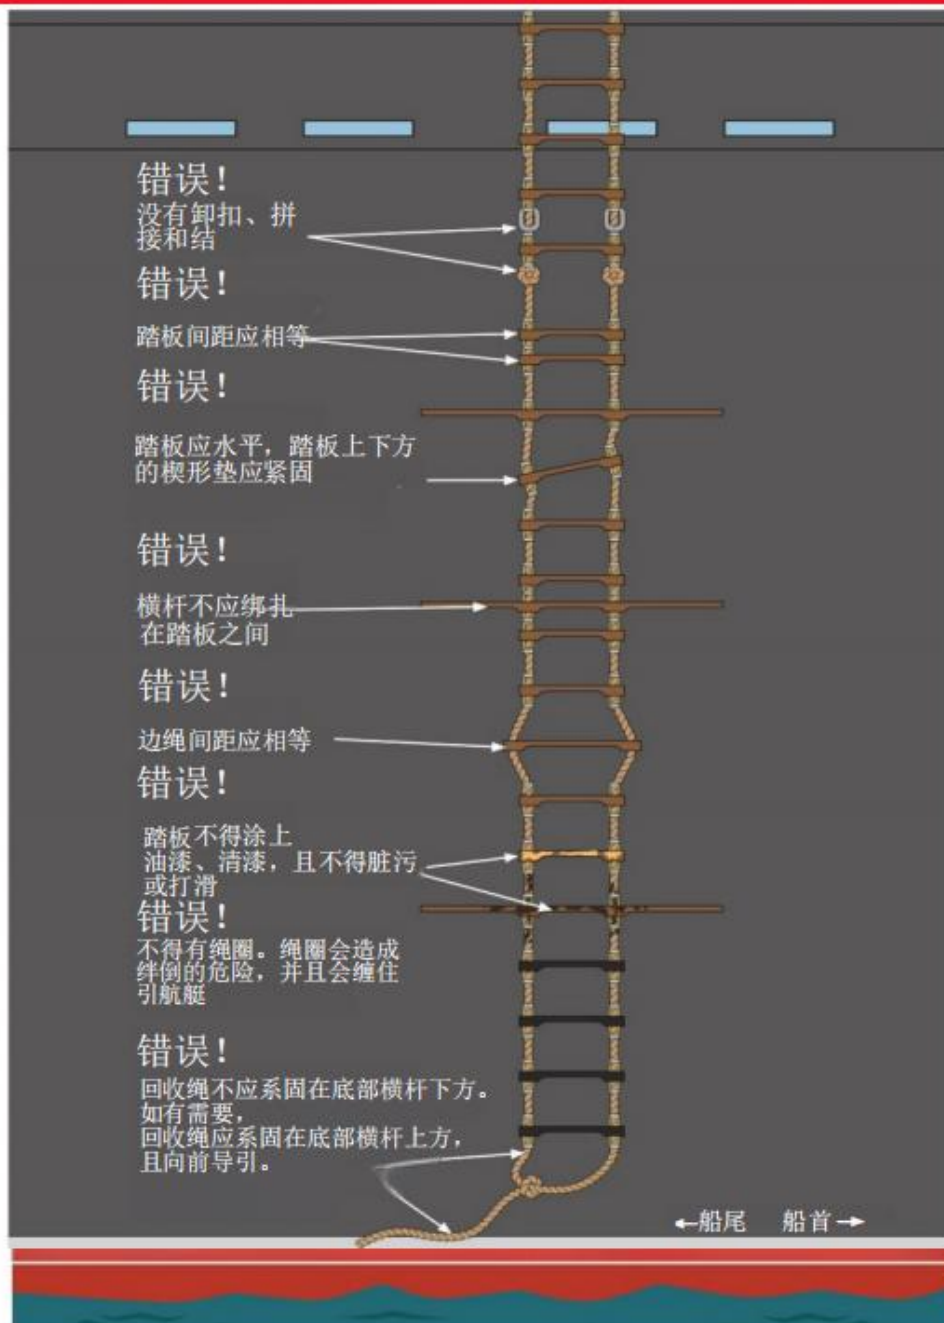 错误!
没有卸扣、拼
接和结
错误!
踏板间距应相等
错误!
踏板应水平，踏板上下方
的楔形垫应紧固
错误!
横杆不应绑扎
在踏板之间
错误!
边绳间距应相等
错误!
踏板不得涂上
油漆、清漆，且不得脏污
或打滑
错误!
不得有绳圈。绳圈会造成
绊倒的危险，并且会缠住
引航艇
错误!
回收绳不应系固在底部横杆下方。
如有需要，
回收绳应系固在底部横杆上方，
且向前导引。
←船尾 船首→